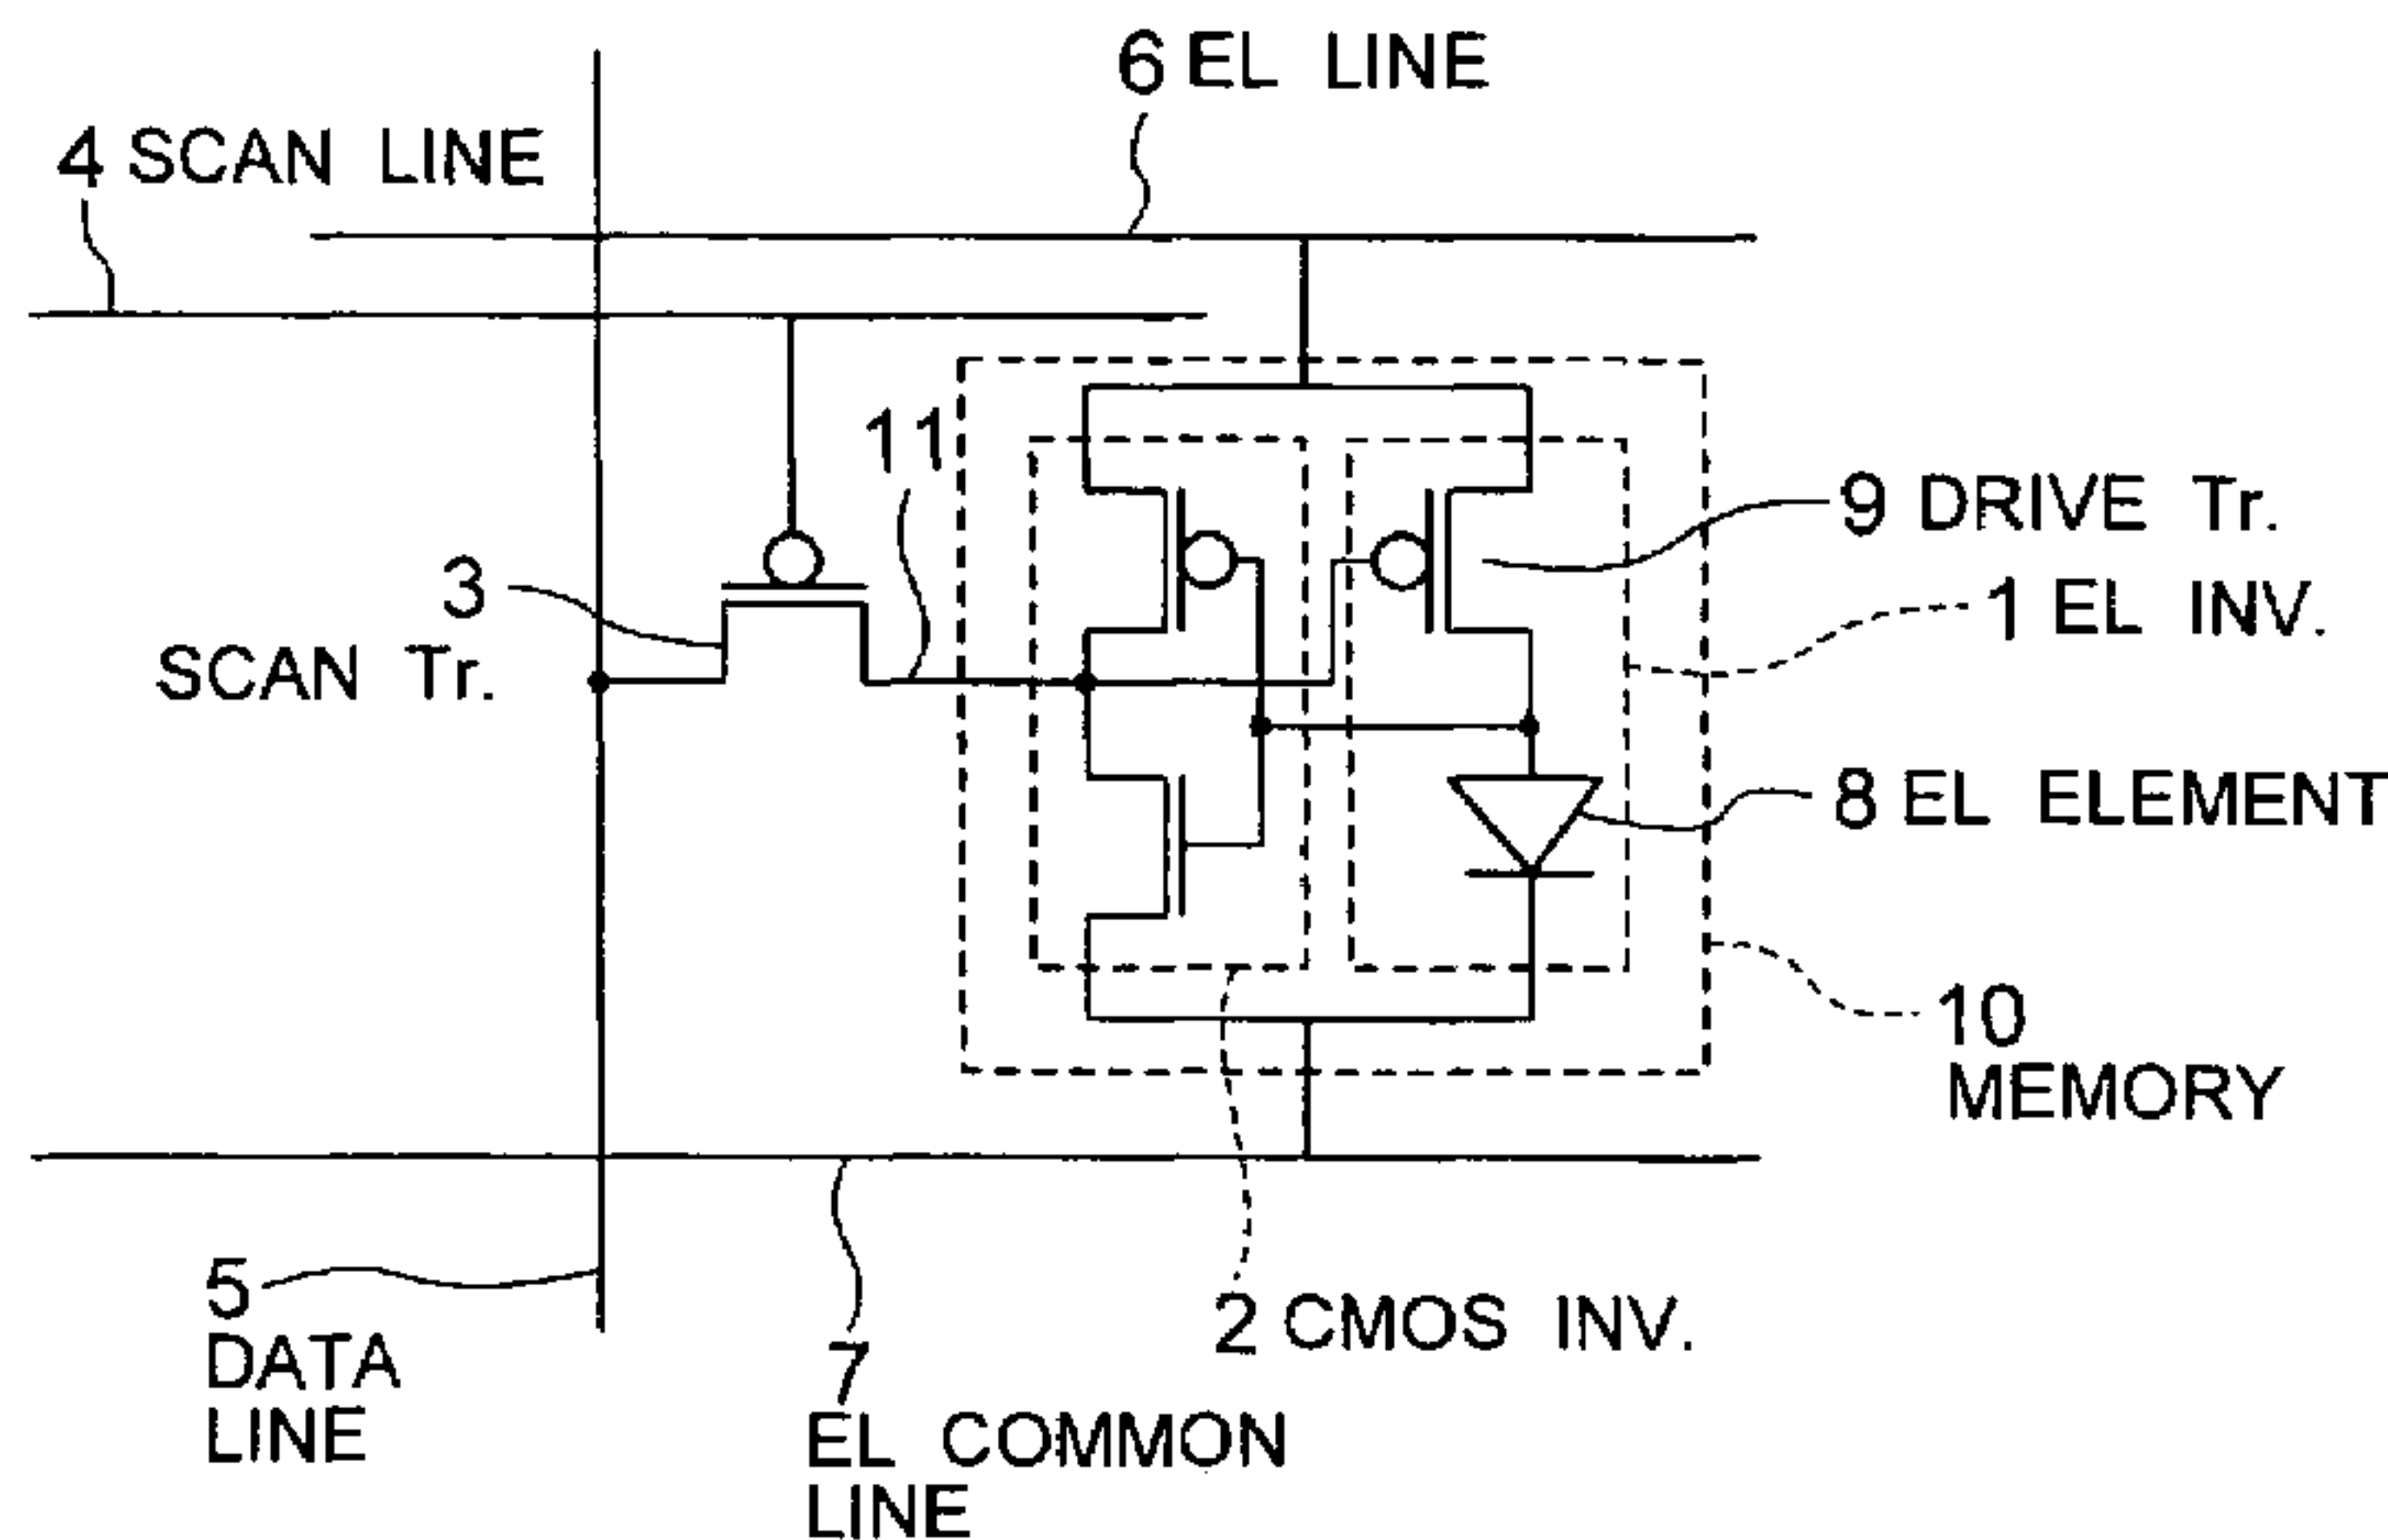 6 EL LINE
4 SCAN LINE
11
3
SCAN Tr.
9 DRIVE Tr.
1 EL INV.
8 EL ELEMENT
10
MEMORY
5
DATA
LINE
7
EL COMMON
LINE
2 CMOS INV.